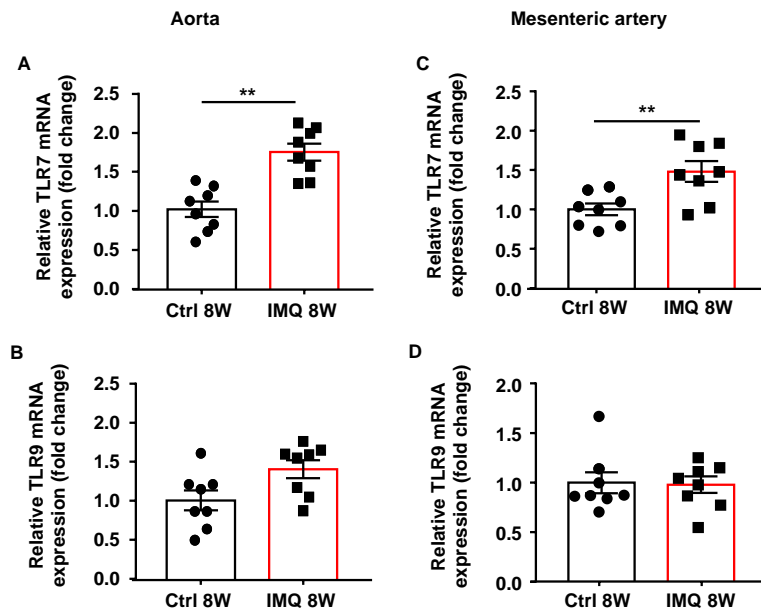 Aorta
Mesenteric artery
A
Relative TLR7 mRNA
expression (fold change)
2.5
2.0
1.5
1.0
0.5
0.0
**
Ctrl 8W
IMQ 8W
C
Relative TLR7 mRNA
expression (fold change)
2.5
2.0
1.5
1.0
0.5
0.0
**
Ctrl 8W
IMQ 8W
B
Relative TLR9 mRNA
expression (fold change)
2.5
2.0
1.5
1.0
0.5
0.0
Ctrl 8W
IMQ 8W
D
Relative TLR9 mRNA
expression (fold change)
2.0
1.5
1.0
0.5
0.0
Ctrl 8W
IMQ 8W